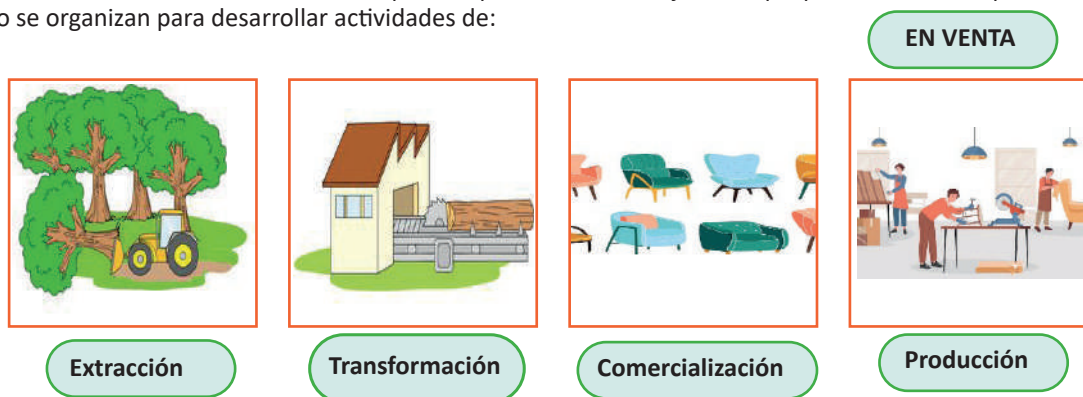 o se organizan para desarrollar actividades de:
EN VENTA
Extracción
Transformación
Comercialización
Producción